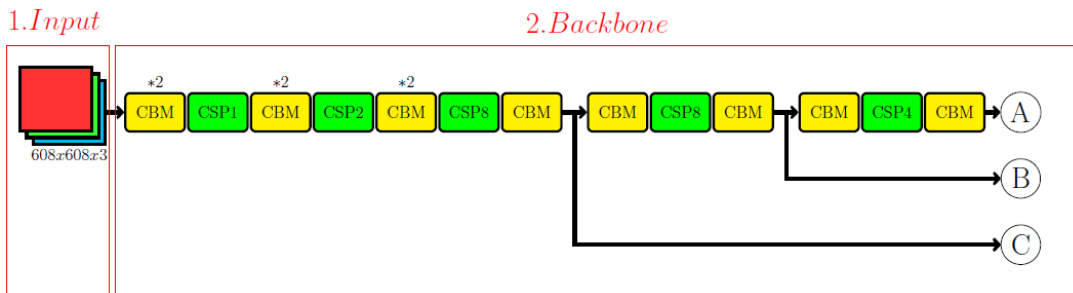 1.Input
2.Backbone
*2 *2 *2
CBM CSP1 CBM CSP2 CBM CSP8 CBM CBM CSP8 CBM CBM CSP4 CBM A
608x608x3
B
C